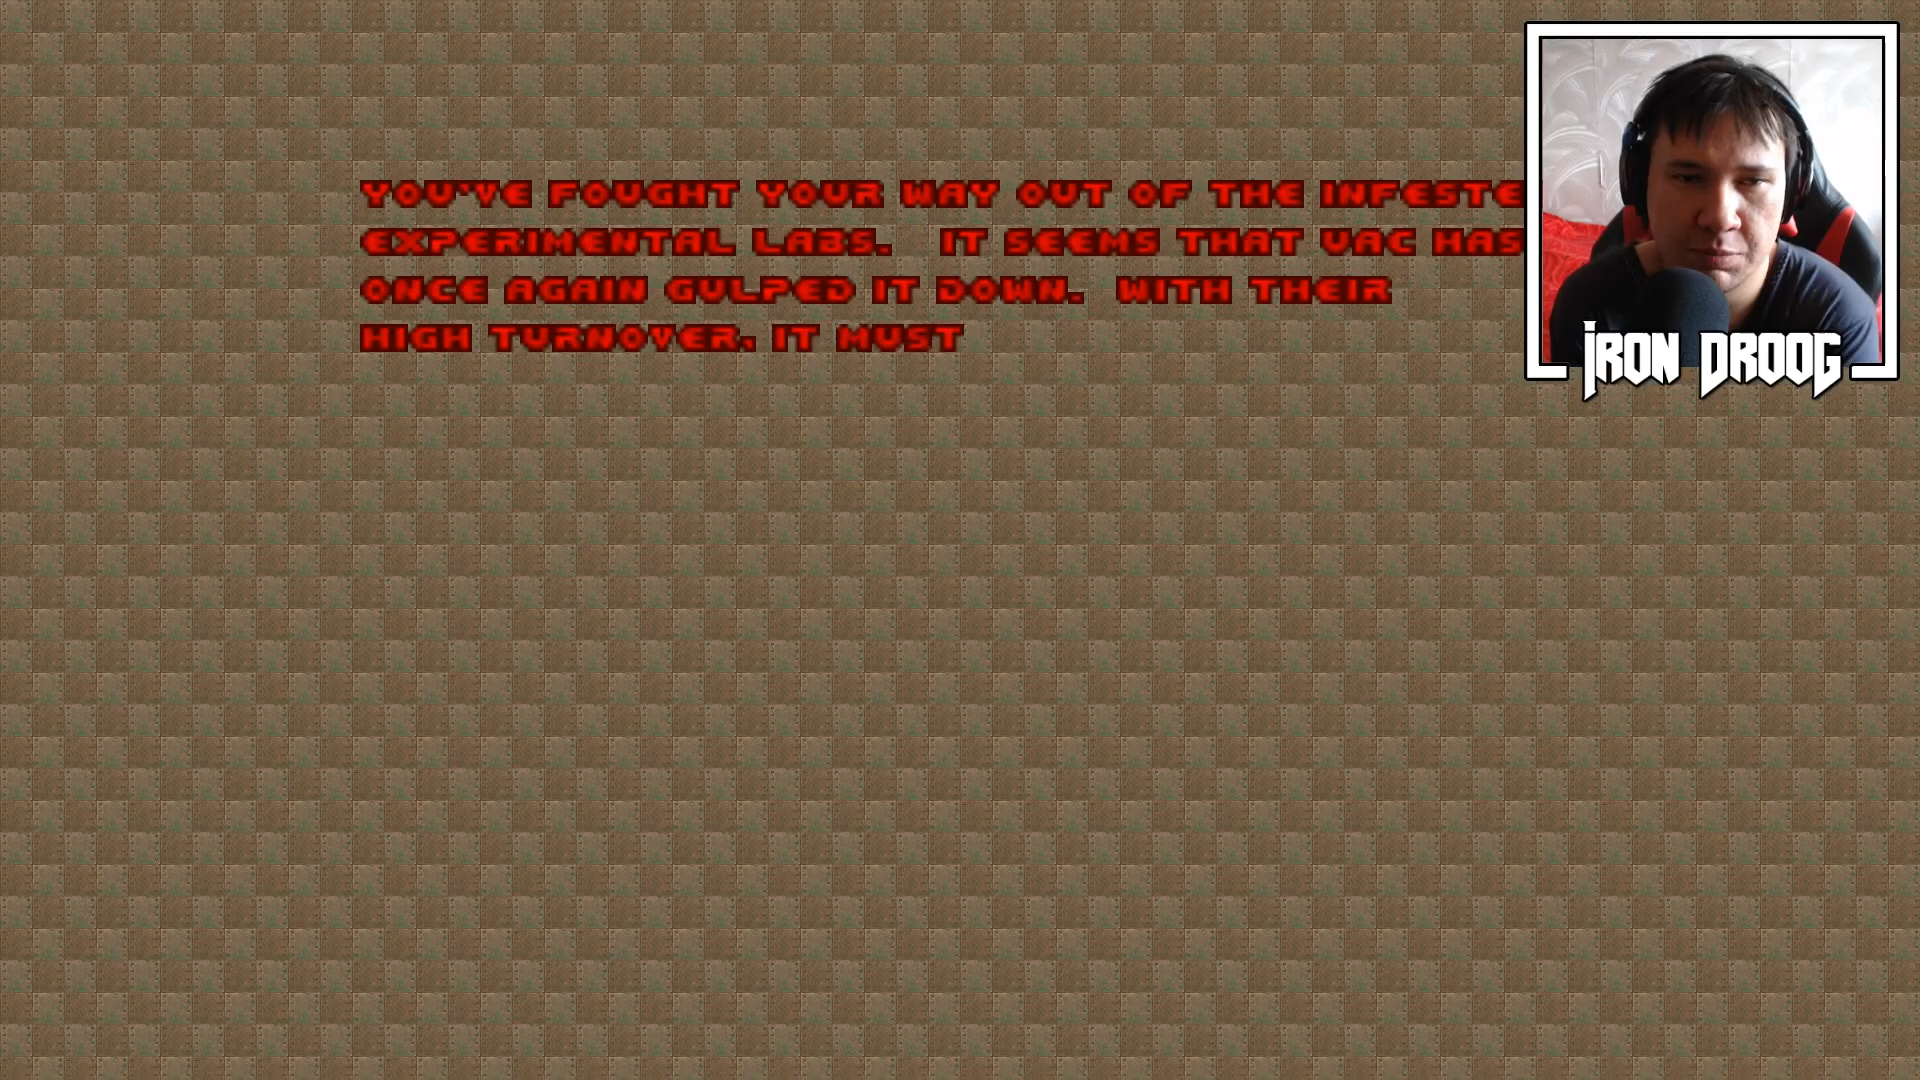 YOU'VE FOUGHT YOUR WAY OUT OF THE INFESTE
EXPERIMENTAL LABS. IT SEEMS THAT UAC HAS
ONCE AGAIN GULPED IT DOWN. WITH THEIR
HIGH TURNOVER, IT MUST
IRON DROOG